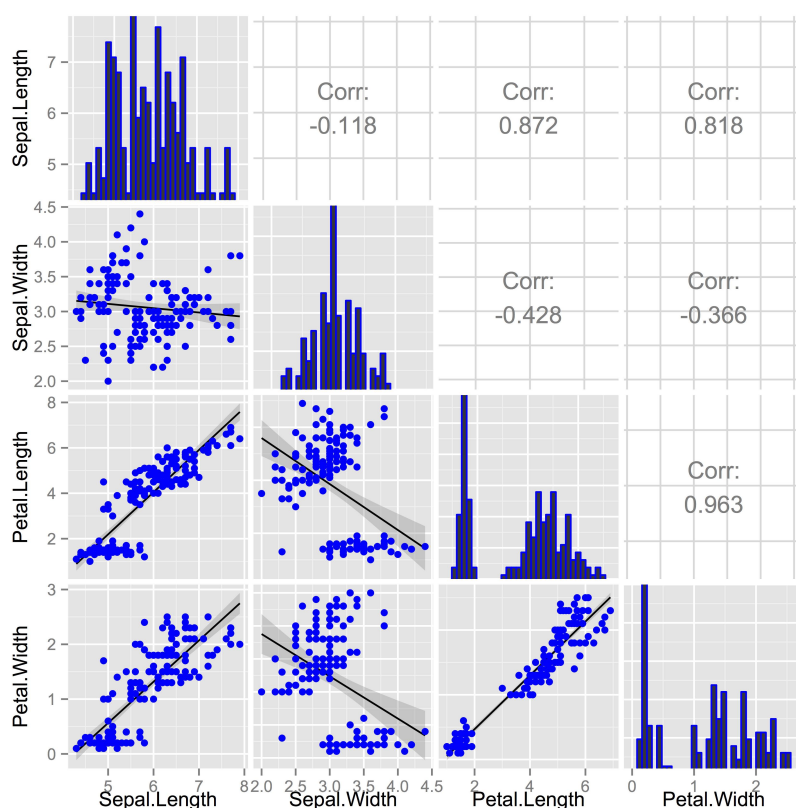 Sepal.Length
7
6
5
Corr:
-0.118
Corr:
0.872
Corr:
0.818
Sepal.Width
4.5
4.0
3.5
3.0
2.5
2.0
Corr:
-0.428
Corr:
-0.366
Petal.Length
8
6
4
2
Corr:
0.963
Petal.Width
3
2
1
0
5 6 7 8 2.0 2.5 3.0 3.5 4.0 4.5 2 4 6 0 1 2
Sepal.Length Sepal.Width Petal.Length Petal.Width